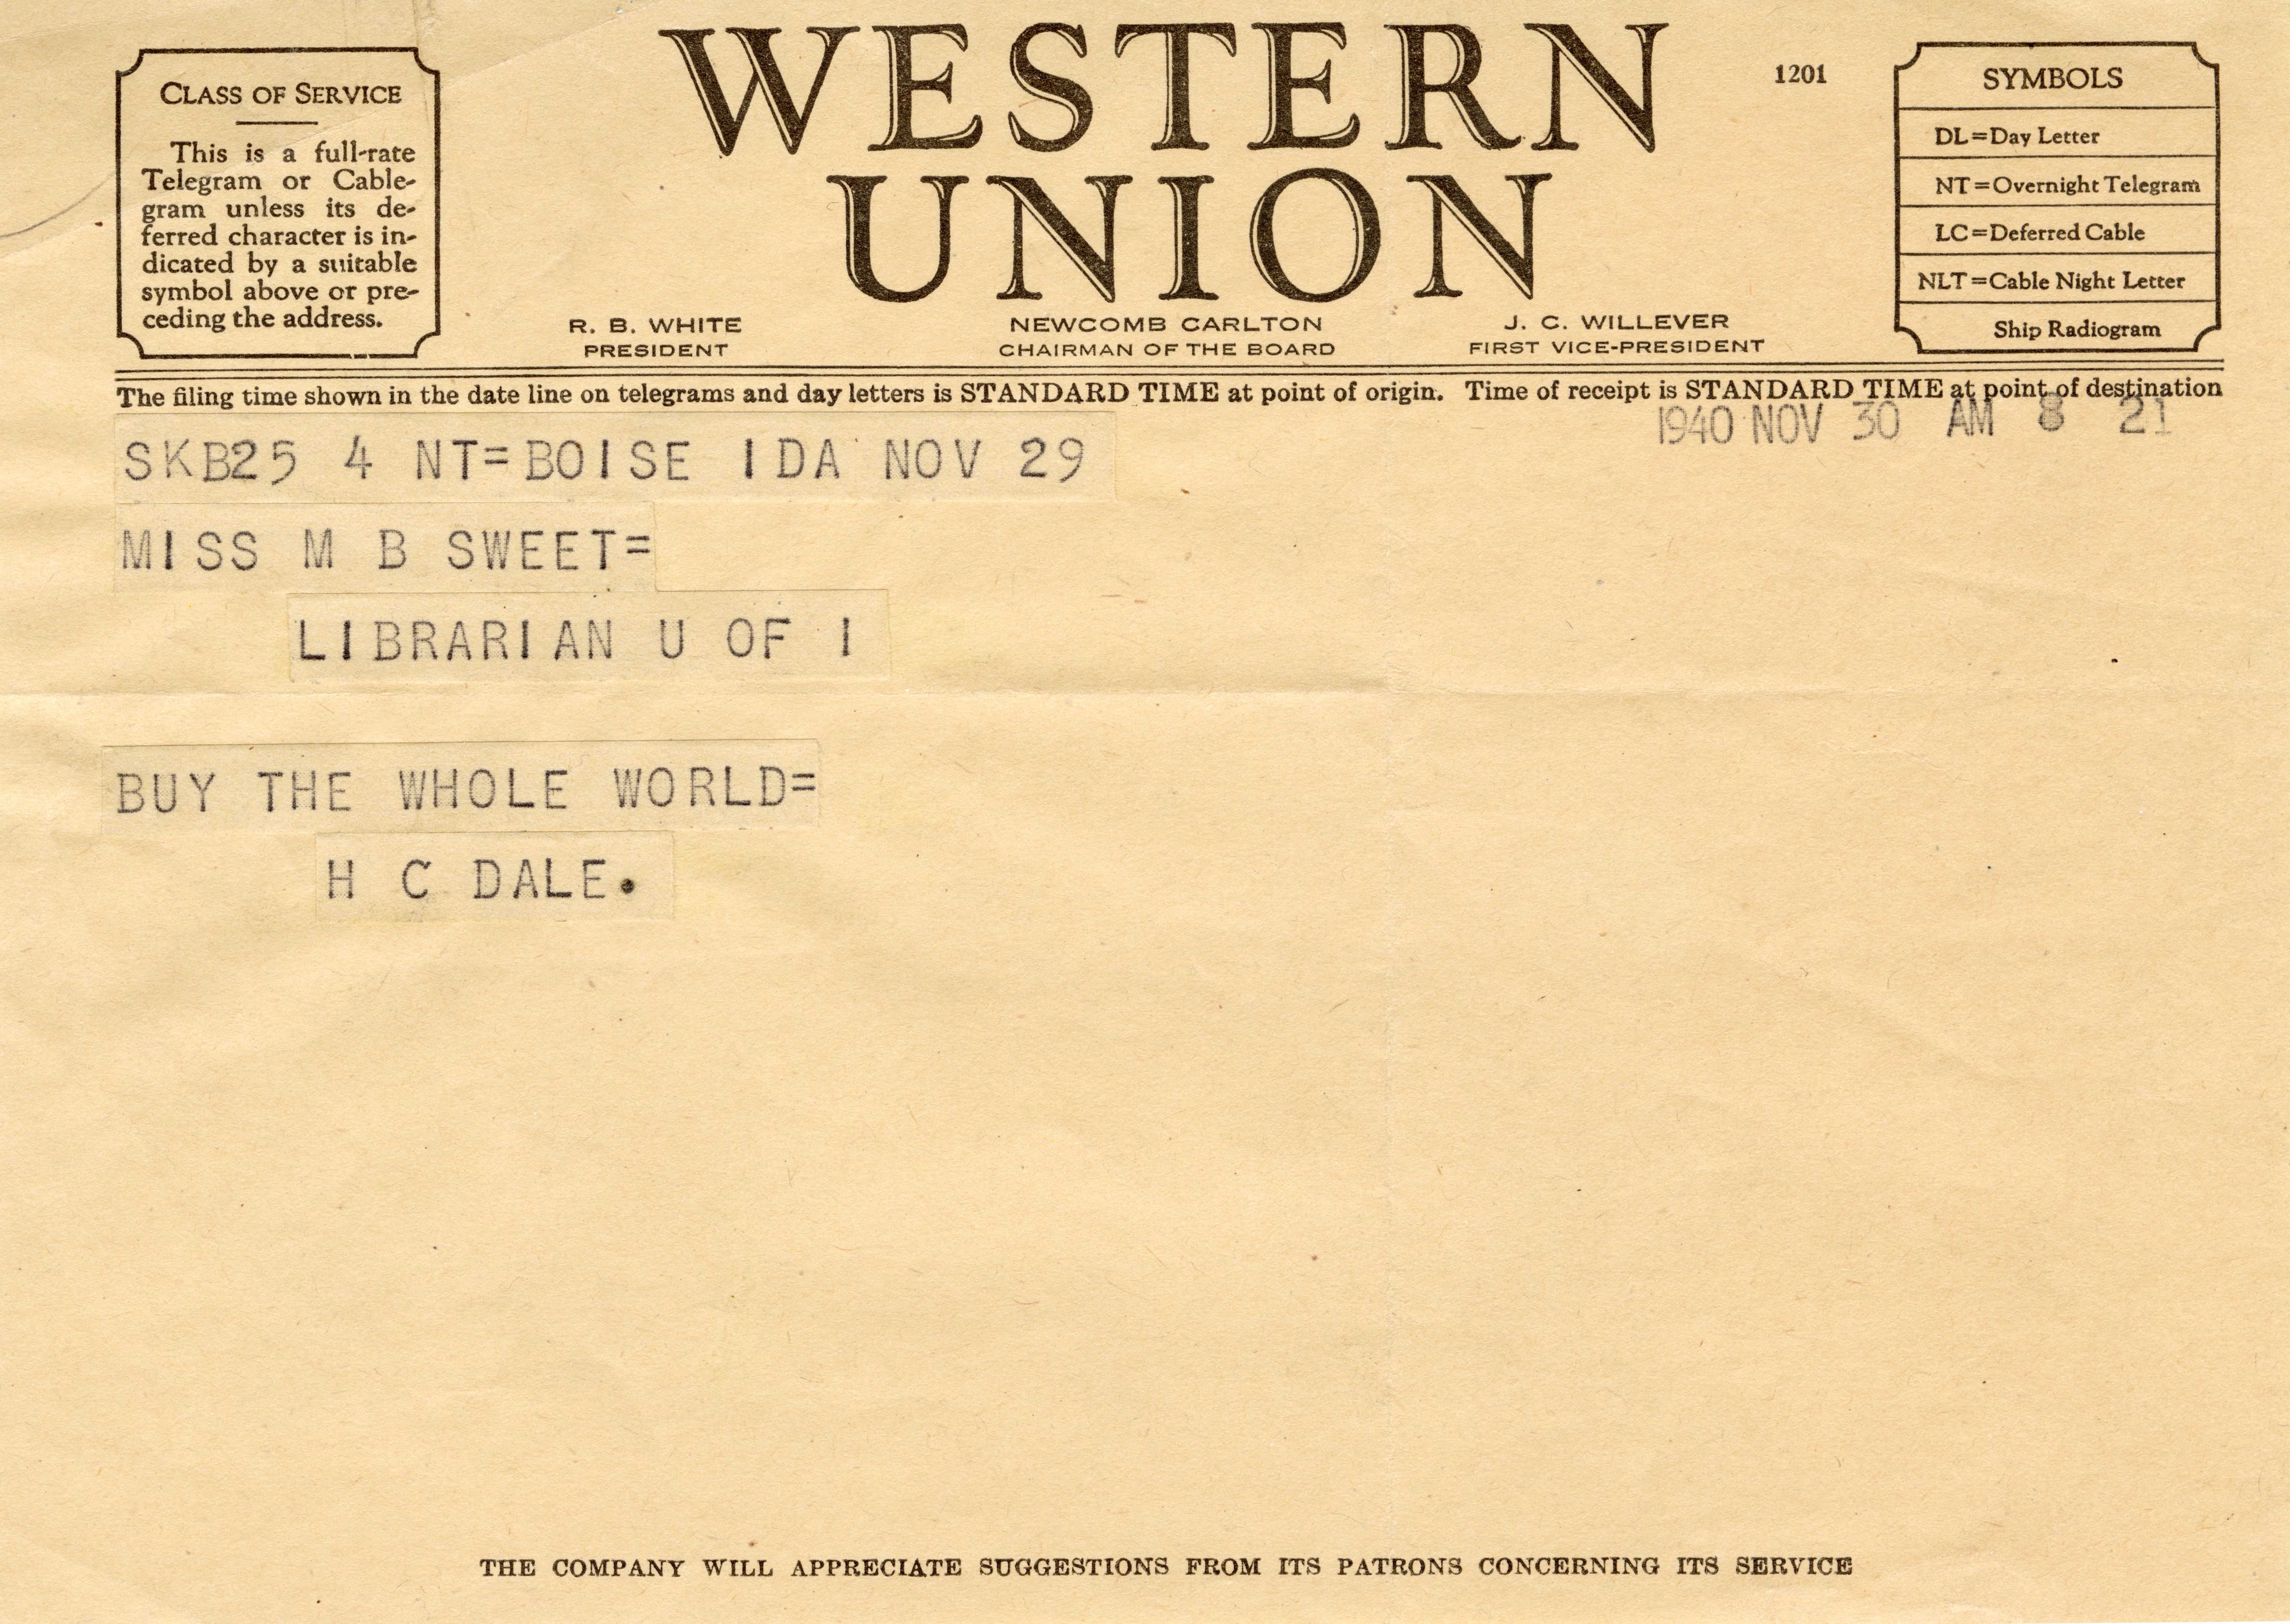 CLASS OF SERVICE
This is a full-rate
Telegram or Cable-
gram unless its de-
ferred character is in-
dicated by a suitable
symbol above or pre-
ceding the address.
WESTERN
UNION
1201
SYMBOLS
DL=Day Letter
NT=Overnight Telegram
LC=Deferred Cable
NLT=Cable Night Letter
Ship Radiogram
R. B. WHITE
PRESIDENT
NEWCOMB CARLTON
CHAIRMAN OF THE BOARD
J. C. WILLEVER
FIRST VICE-PRESIDENT
The filing time shown in the date line on telegrams and day letters is STANDARD TIME at point of origin. Time of receipt is STANDARD TIME at point of destination
1940 NOV 30 AM 8 21
SKB25 4 NT=BOISE IDA NOV 29
MISS M B SWEET=
LIBRARIAN U OF I
BUY THE WHOLE WORLD=
H C DALE.
THE COMPANY WILL APPRECIATE SUGGESTIONS FROM ITS PATRONS CONCERNING ITS SERVICE